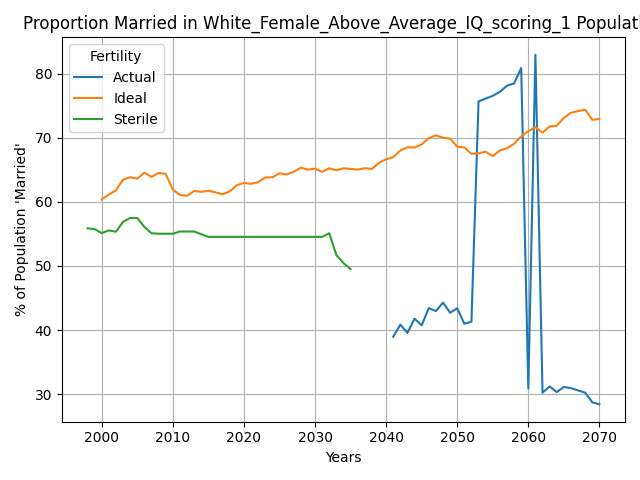 Proportion Married in White_Female_Above_Average_IQ_scoring_1 Populati
Fertility
Actual
Ideal
Sterile
% of Population 'Married'
80
70
60
50
40
30
2000 2010 2020 2030 2040 2050 2060 2070
Years